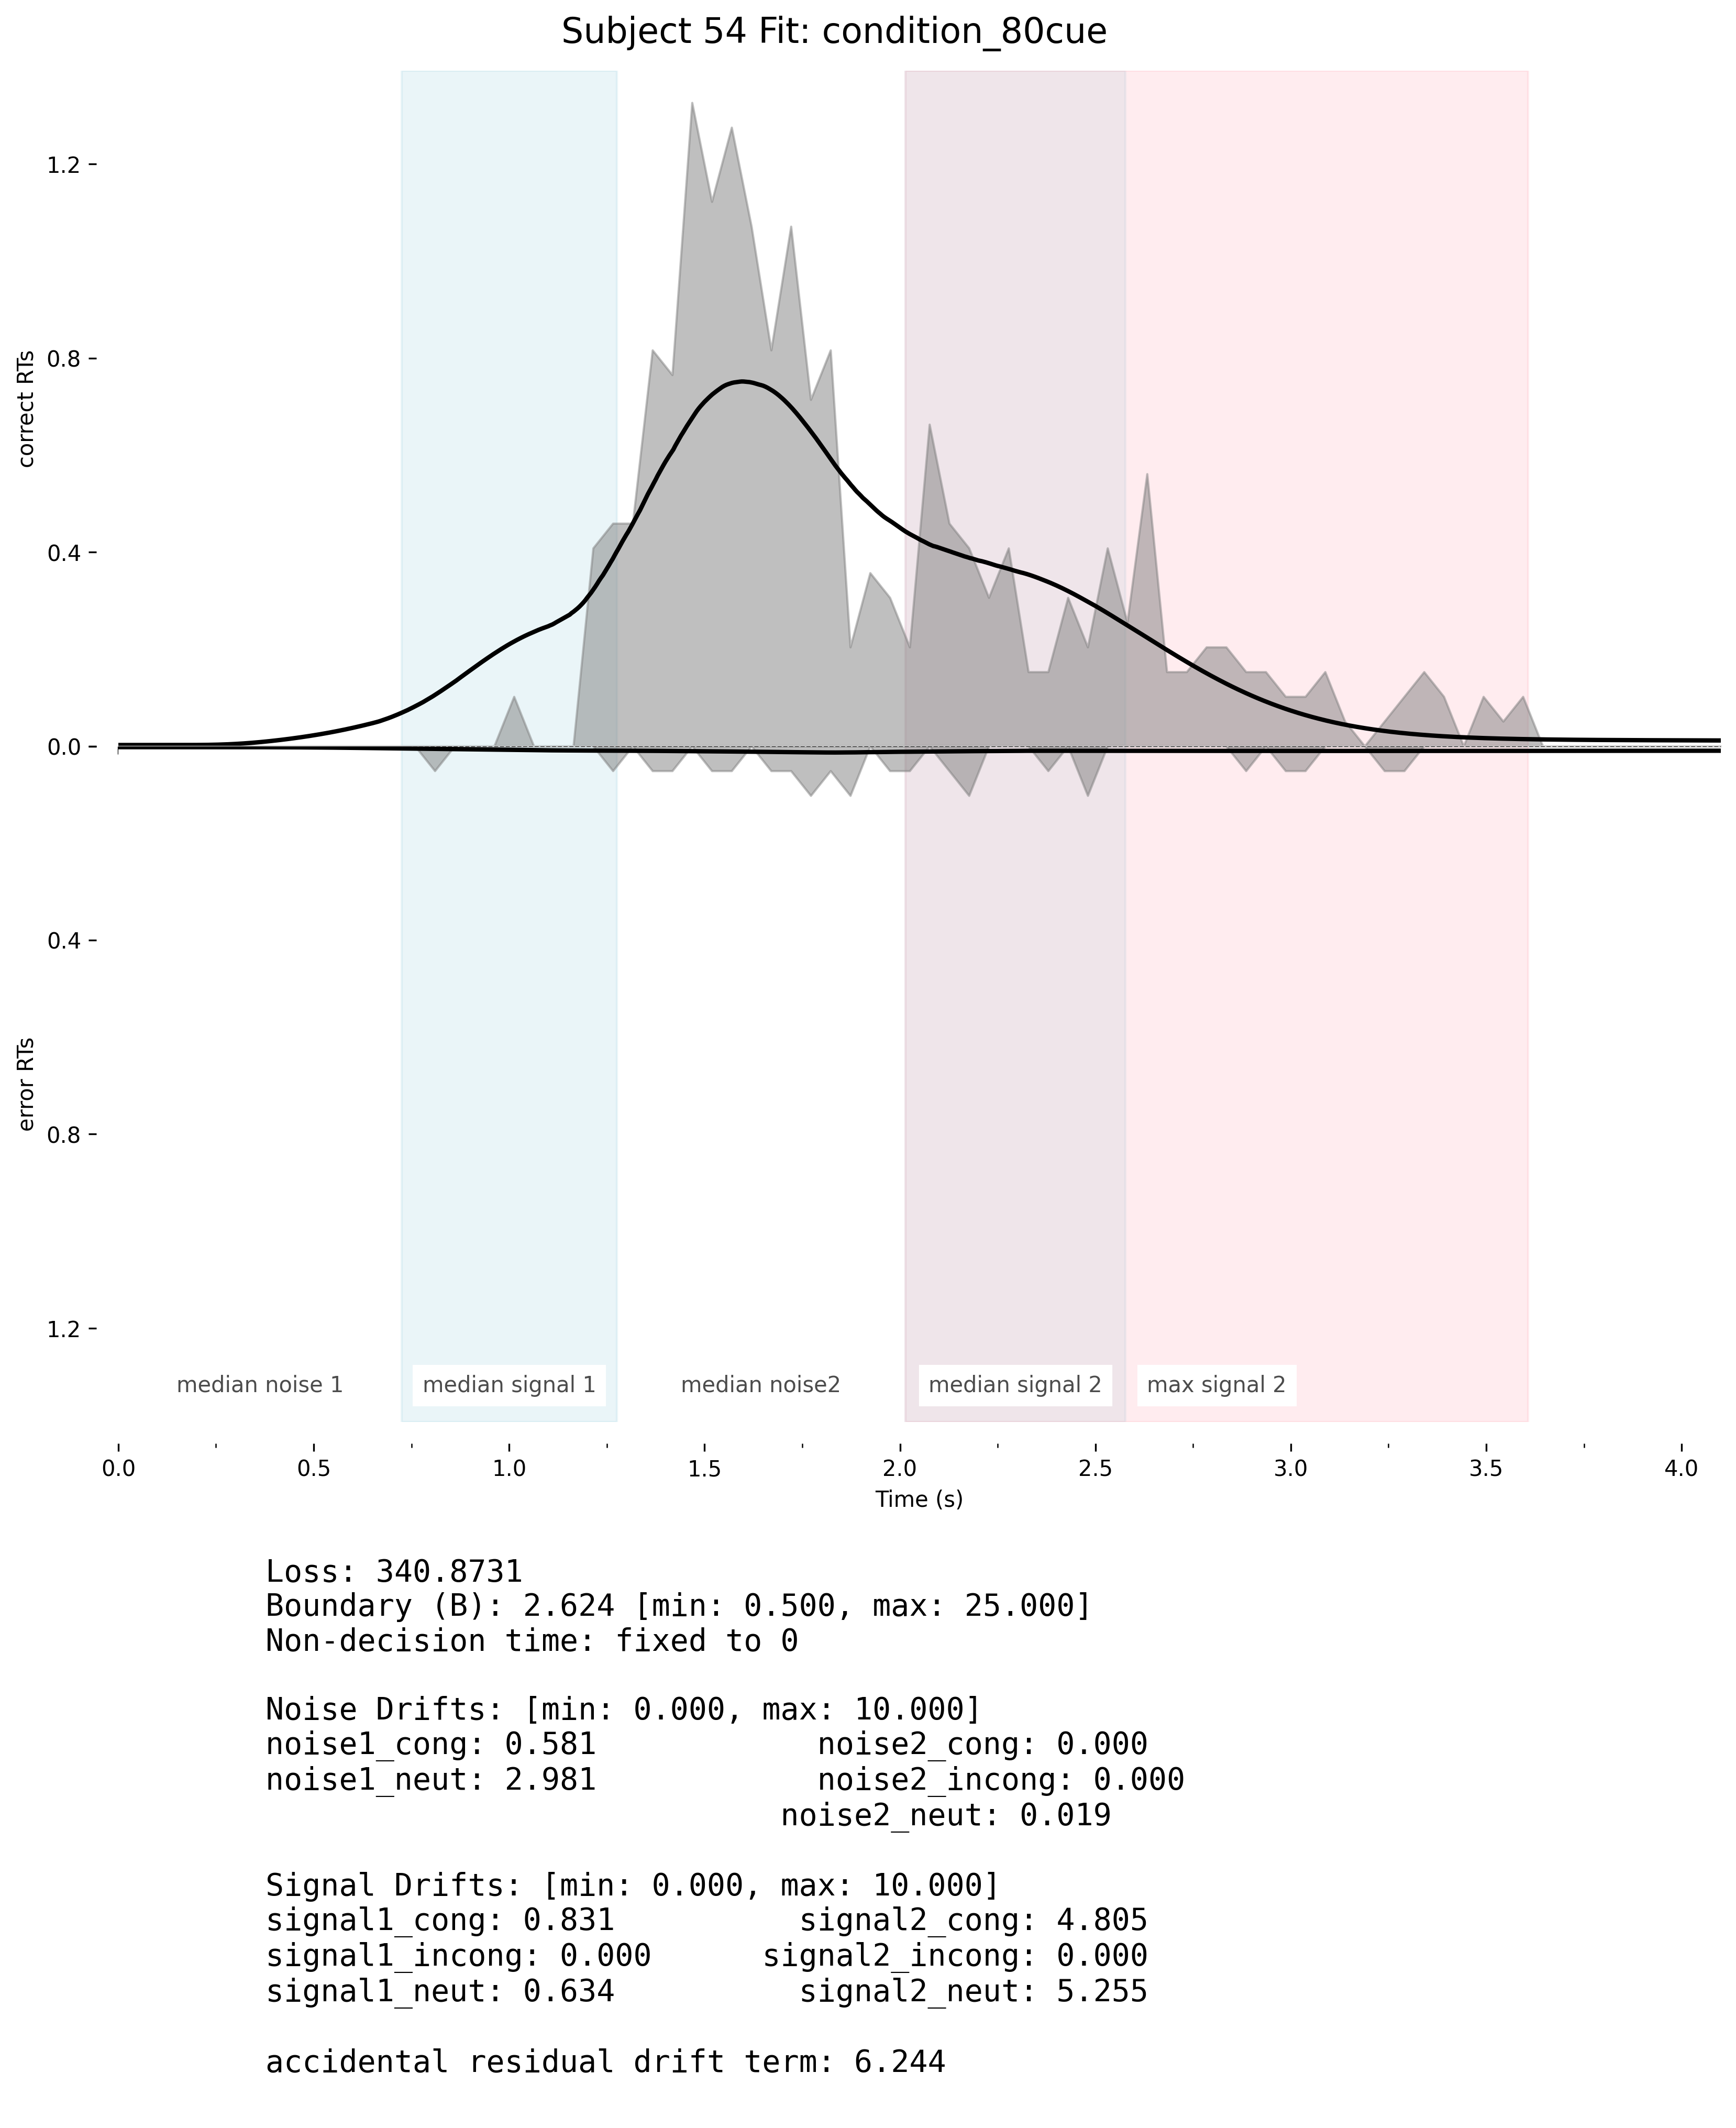 Subject 54 Fit: condition_80cue
1.2
0.8
correct RTs
0.4
0.0
0.4
error RTs
0.8
1.2
median noise 1
median signal 1
median noise2
median signal 2
max signal 2
0.0 0.5 1.0 1.5 2.0 2.5 3.0 3.5 4.0
Time (s)
Loss: 340.8731
Boundary (B): 2.624 [min: 0.500, max: 25.000]
Non-decision time: fixed to 0
Noise Drifts: [min: 0.000, max: 10.000]
noise1_cong: 0.581 noise2_cong: 0.000
noise1_neut: 2.981 noise2_incong: 0.000
noise2_neut: 0.019
Signal Drifts: [min: 0.000, max: 10.000]
signal1_cong: 0.831 signal2_cong: 4.805
signal1_incong: 0.000 signal2_incong: 0.000
signal1_neut: 0.634 signal2_neut: 5.255
accidental residual drift term: 6.244